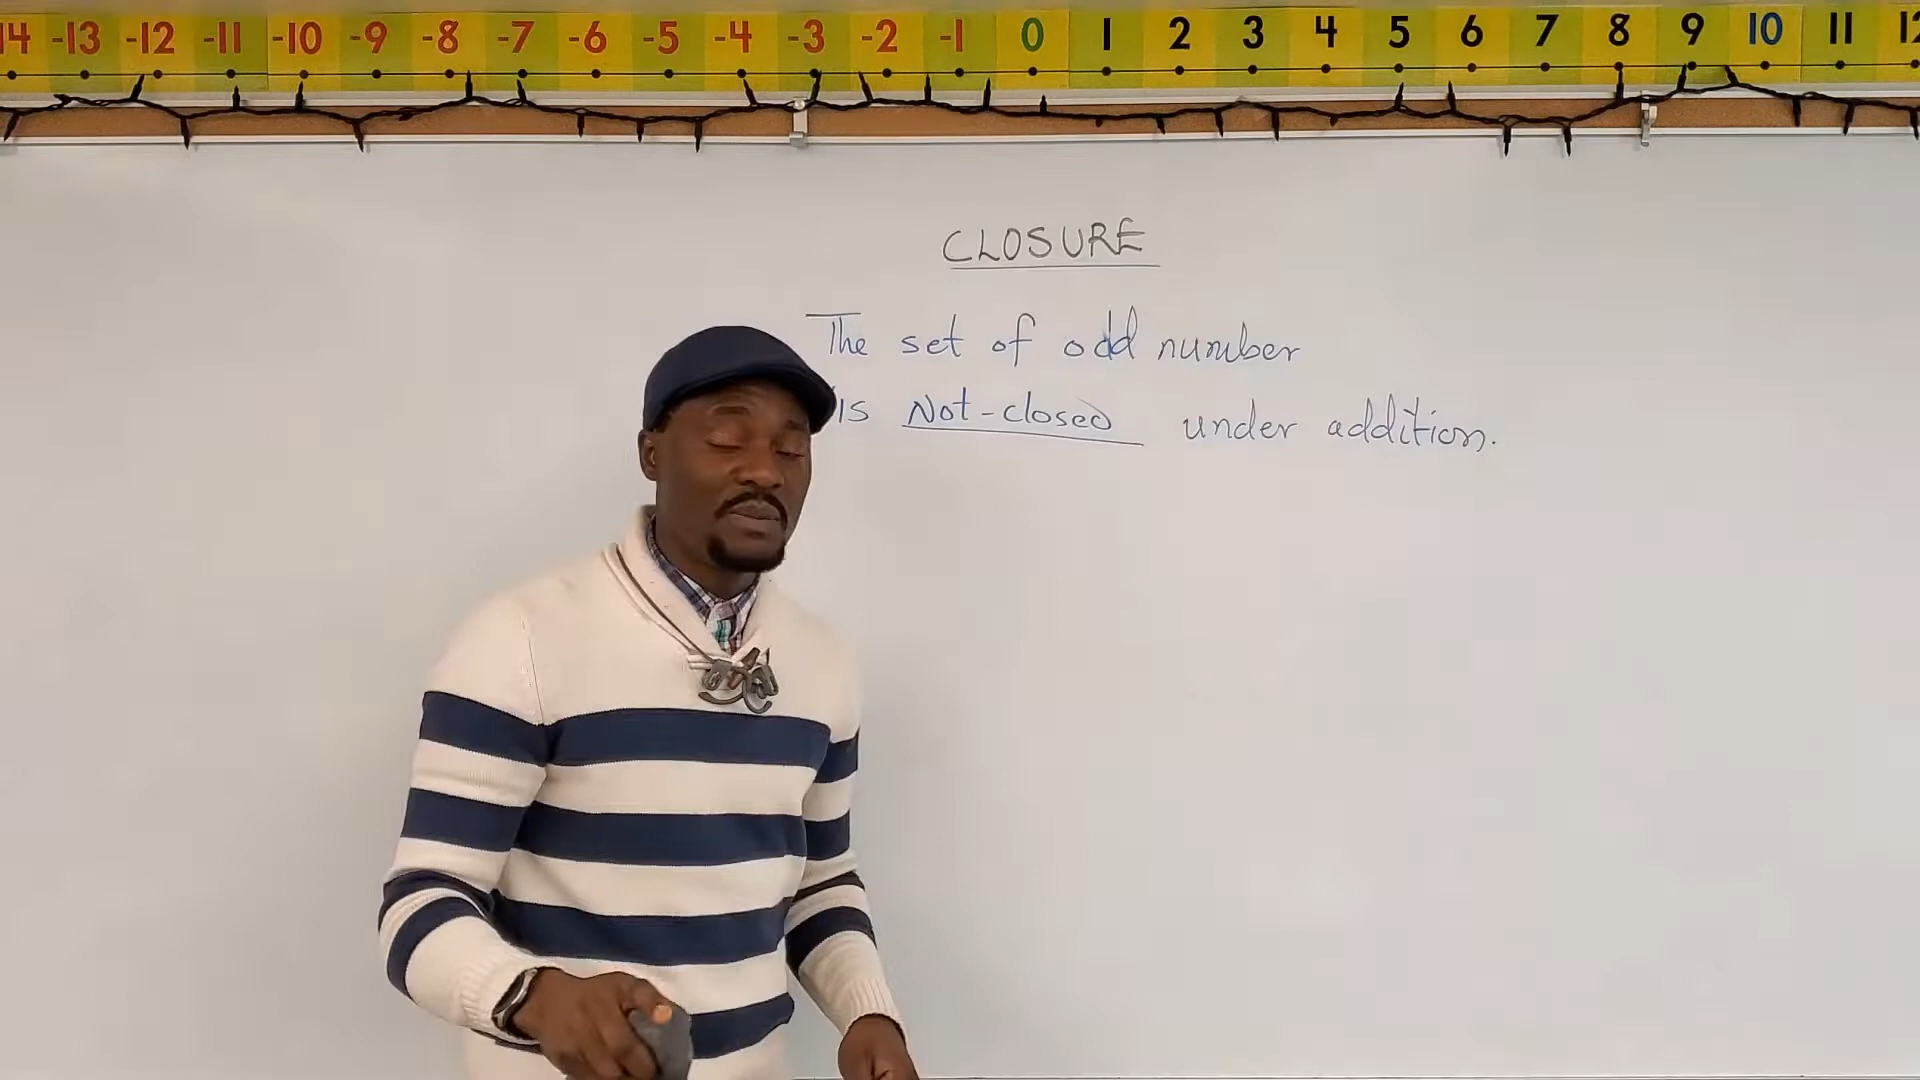 14 -13 -12 -11 -10 -9 -8 -7 -6 -5 -4 -3 -2 -1 0 1 2 3 4 5 6 7 8 9 10 11 12
CLOSURE
The set of odd number
is Not-closed under addition.